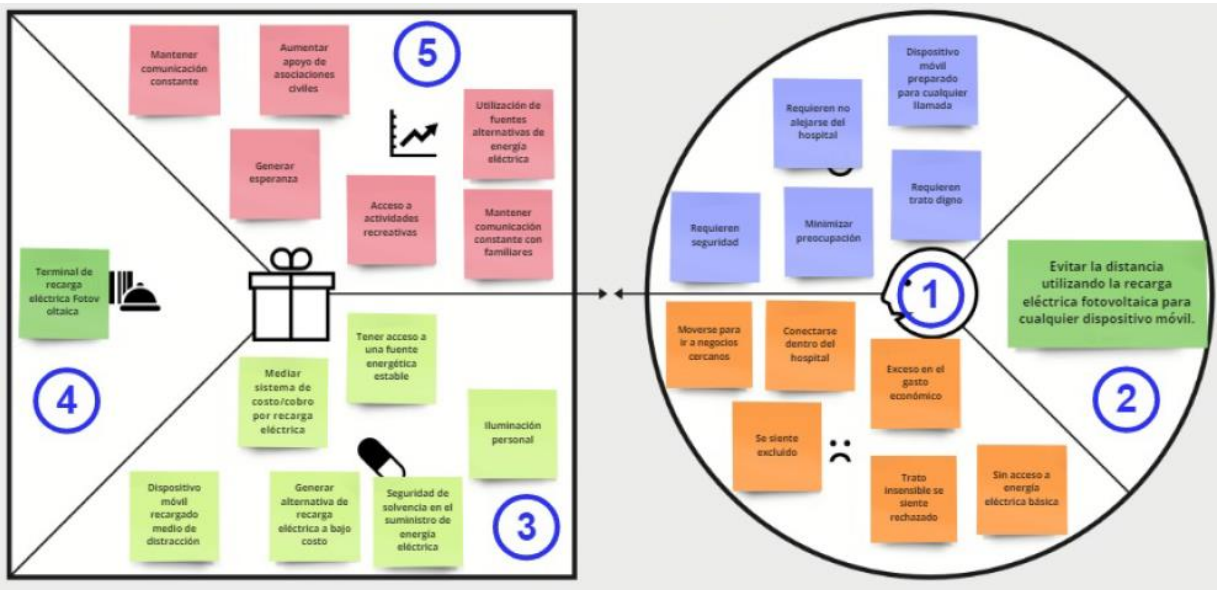 Mantener
comunicación
constante
Aumentar
apoyo de
asociaciones
civiles
5
Utilización de
fuentes
alternativas de
energía
eléctrica
Generar
esperanza
Acceso a
actividades
recreativas
Mantener
comunicación
constante con
familiares
Terminal de
recarga
eléctrica Fotov
oltaica
4
Tener acceso a
una fuente
energética
estable
Mediar
sistema de
costo/cobro
por recarga
eléctrica
Iluminación
personal
Dispositivo
móvil
recargado
medio de
distracción
Generar
alternativa de
recarga
eléctrica a bajo
costo
Seguridad de
solvencia en el
suministro de
energía
eléctrica
3
Dispositivo
móvil
preparado
para cualquier
llamada
Requieren no
alejarse del
hospital
Requieren
trato digno
Requieren
seguridad
Minimizar
preocupación
1
Evitar la distancia
utilizando la recarga
eléctrica fotovoltaica para
cualquier dispositivo móvil.
2
Moverse para
ir a negocios
cercanos
Conectarse
dentro del
hospital
Exceso en el
gasto
económico
Se siente
excluido
Trato
insensible se
siente
rechazado
Sin acceso a
energía
eléctrica básica